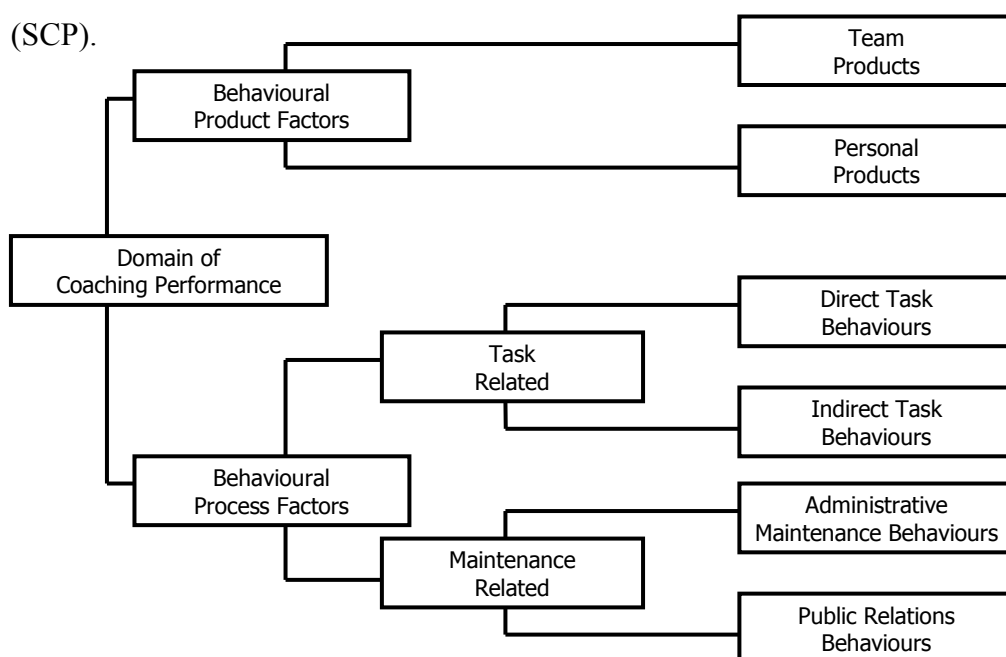 (SCP).
Team
Products
Behavioural
Product Factors
Personal
Products
Domain of
Coaching Performance
Direct Task
Behaviours
Task
Related
Indirect Task
Behaviours
Behavioural
Process Factors
Administrative
Maintenance Behaviours
Maintenance
Related
Public Relations
Behaviours